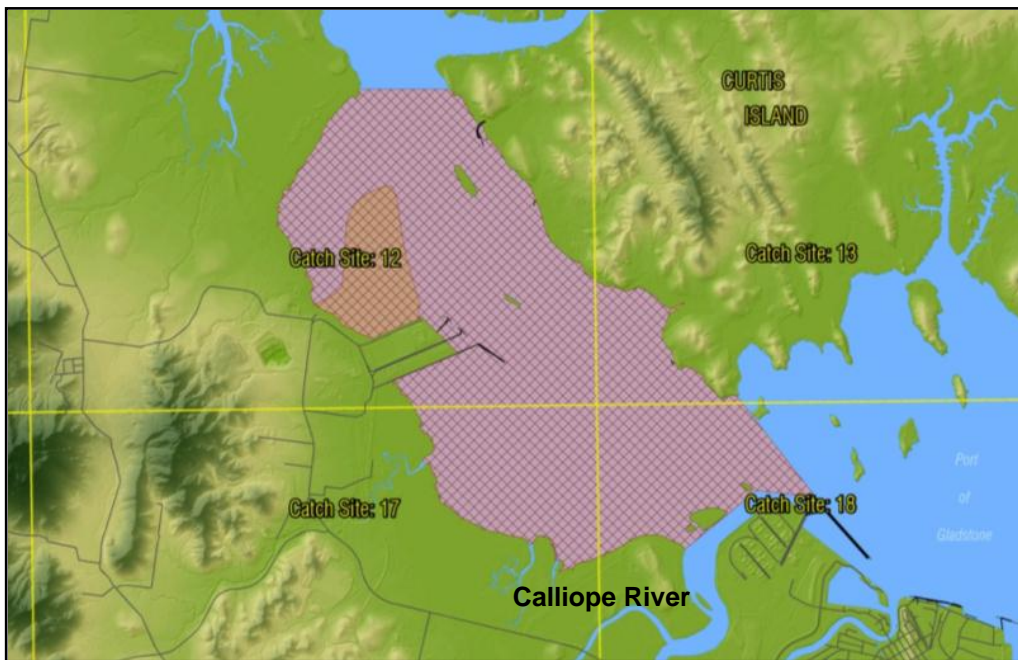 CURTIS
ISLAND
Catch Site: 12
Catch Site: 13
Port
of
Gladstone
Catch Site: 17
Catch Site: 18
Calliope River